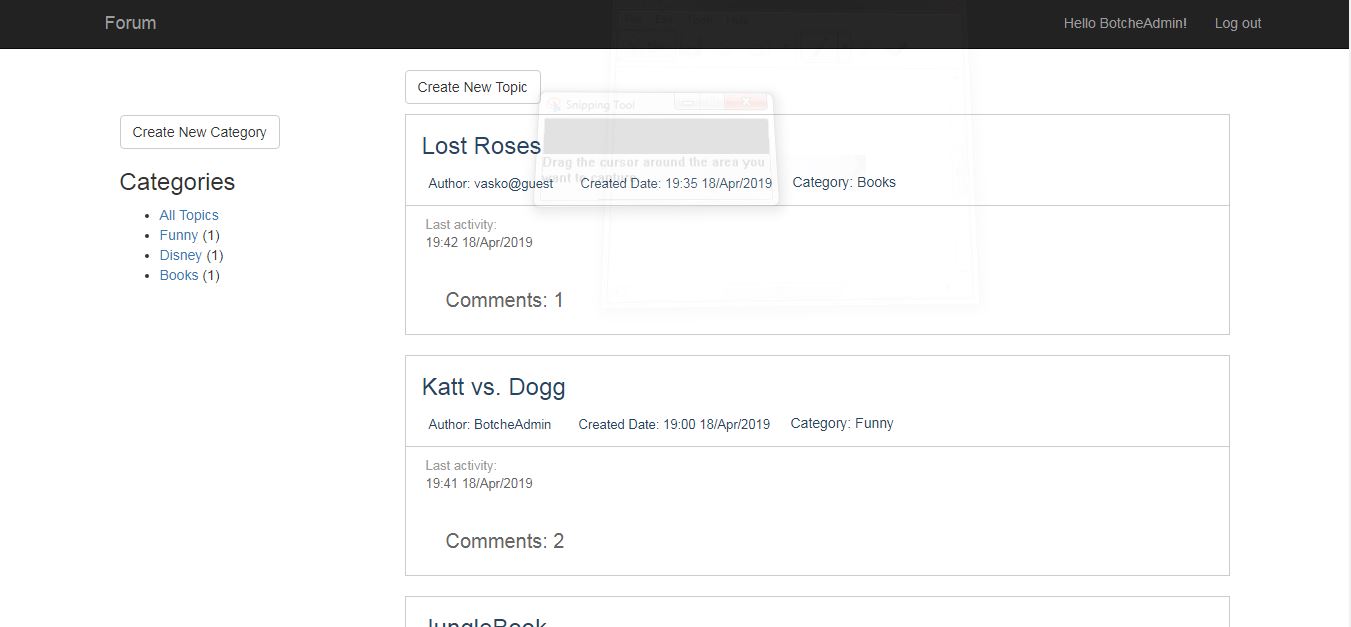 Forum
Hello BotcheAdmin!
Log out
Create New Topic
Snipping Tool
Drag the cursor around the area you
want to capture.
Create New Category
Categories
All Topics
Funny (1)
Disney (1)
Books (1)
Lost Roses
Author: vasko@guest
Created Date: 19:35 18/Apr/2019
Category: Books
Last activity:
19:42 18/Apr/2019
Comments: 1
Katt vs. Dogg
Author: BotcheAdmin
Created Date: 19:00 18/Apr/2019
Category: Funny
Last activity:
19:41 18/Apr/2019
Comments: 2
JungleBook